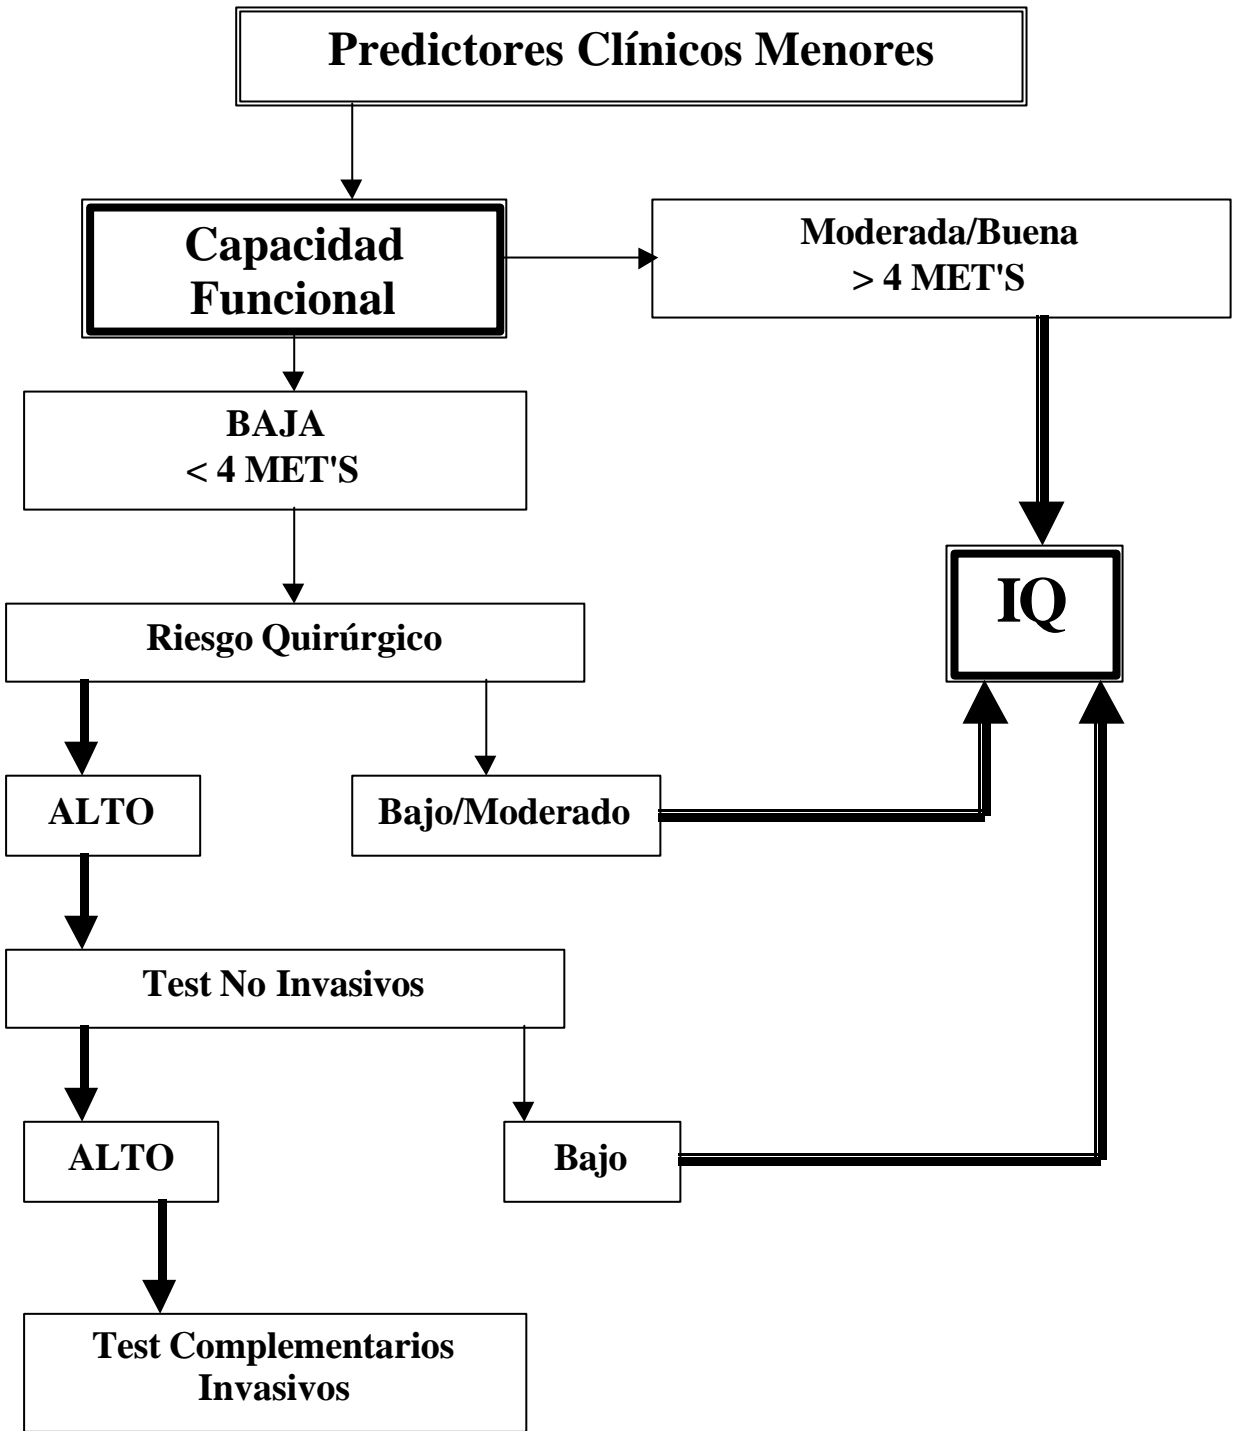 Predictores Clínicos Menores
Capacidad
Funcional
Moderada/Buena
> 4 MET'S
BAJA
< 4 MET'S
IQ
Riesgo Quirúrgico
ALTO
Bajo/Moderado
Test No Invasivos
ALTO
Bajo
Test Complementarios
Invasivos